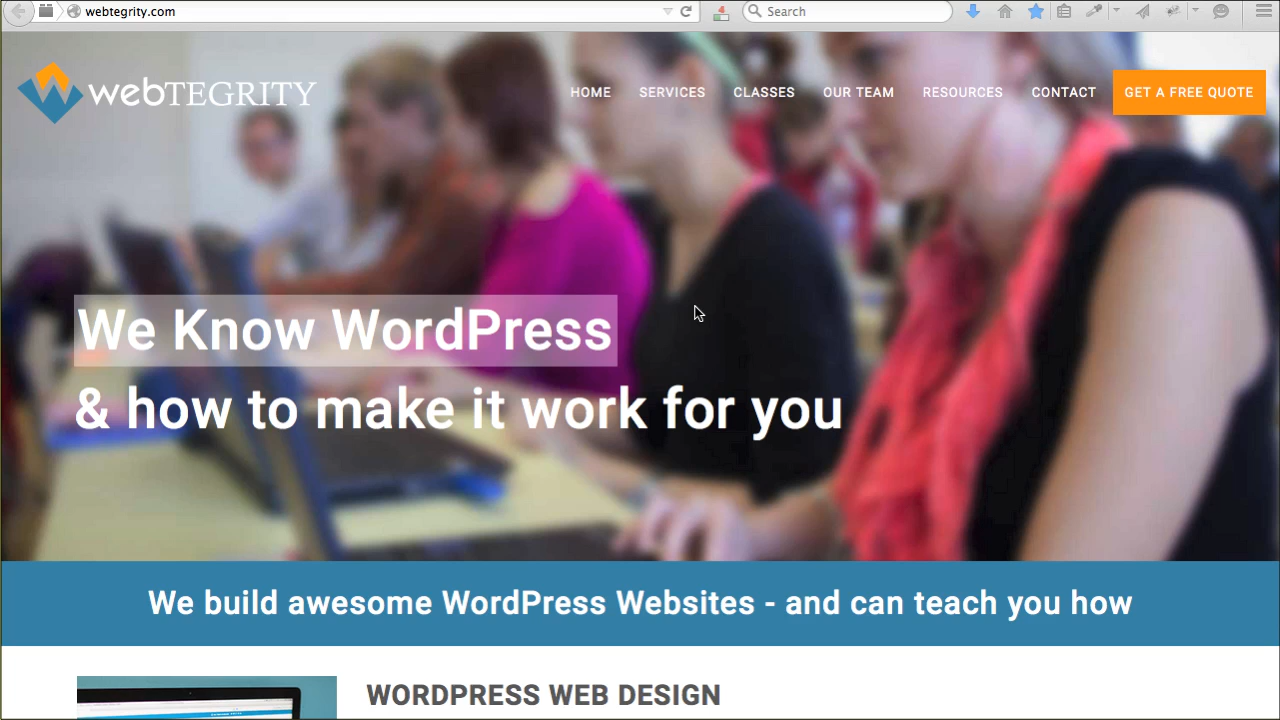 webtegrity.com
Search
webTEGRITY
HOME SERVICES CLASSES OUR TEAM RESOURCES CONTACT GET A FREE QUOTE
We Know WordPress
& how to make it work for you
We build awesome WordPress Websites - and can teach you how
WORDPRESS WEB DESIGN